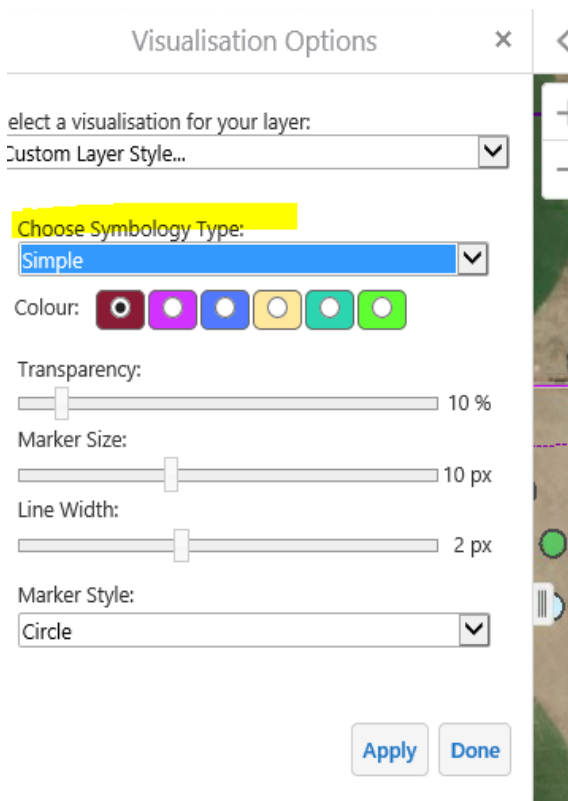 Visualisation Options ×
elect a visualisation for your layer:
Custom Layer Style...
Choose Symbology Type:
Simple
Colour:
Transparency:
10 %
Marker Size:
10 px
Line Width:
2 px
Marker Style:
Circle
Apply Done